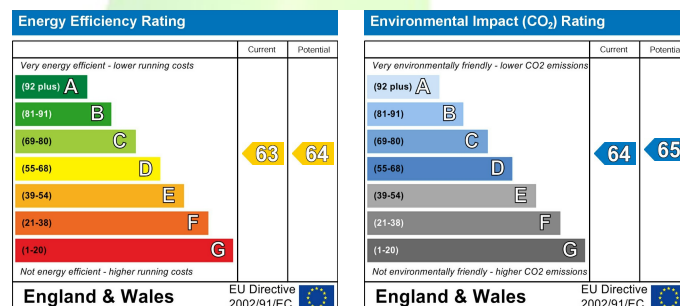 Energy Efficiency Rating
Current Potential
Very energy efficient - lower running costs
(92 plus) A
(81-91) B
(69-80) C
(55-68) D
(39-54) E
(21-38) F
(1-20) G
63 64
Not energy efficient - higher running costs
England & Wales
EU Directive
2002/91/EC
Environmental Impact (CO2) Rating
Current Potential
Very environmentally friendly - lower CO2 emissions
(92 plus) A
(81-91) B
(69-80) C
(55-68) D
(39-54) E
(21-38) F
(1-20) G
64 65
Not environmentally friendly - higher CO2 emissions
England & Wales
EU Directive
2002/91/EC